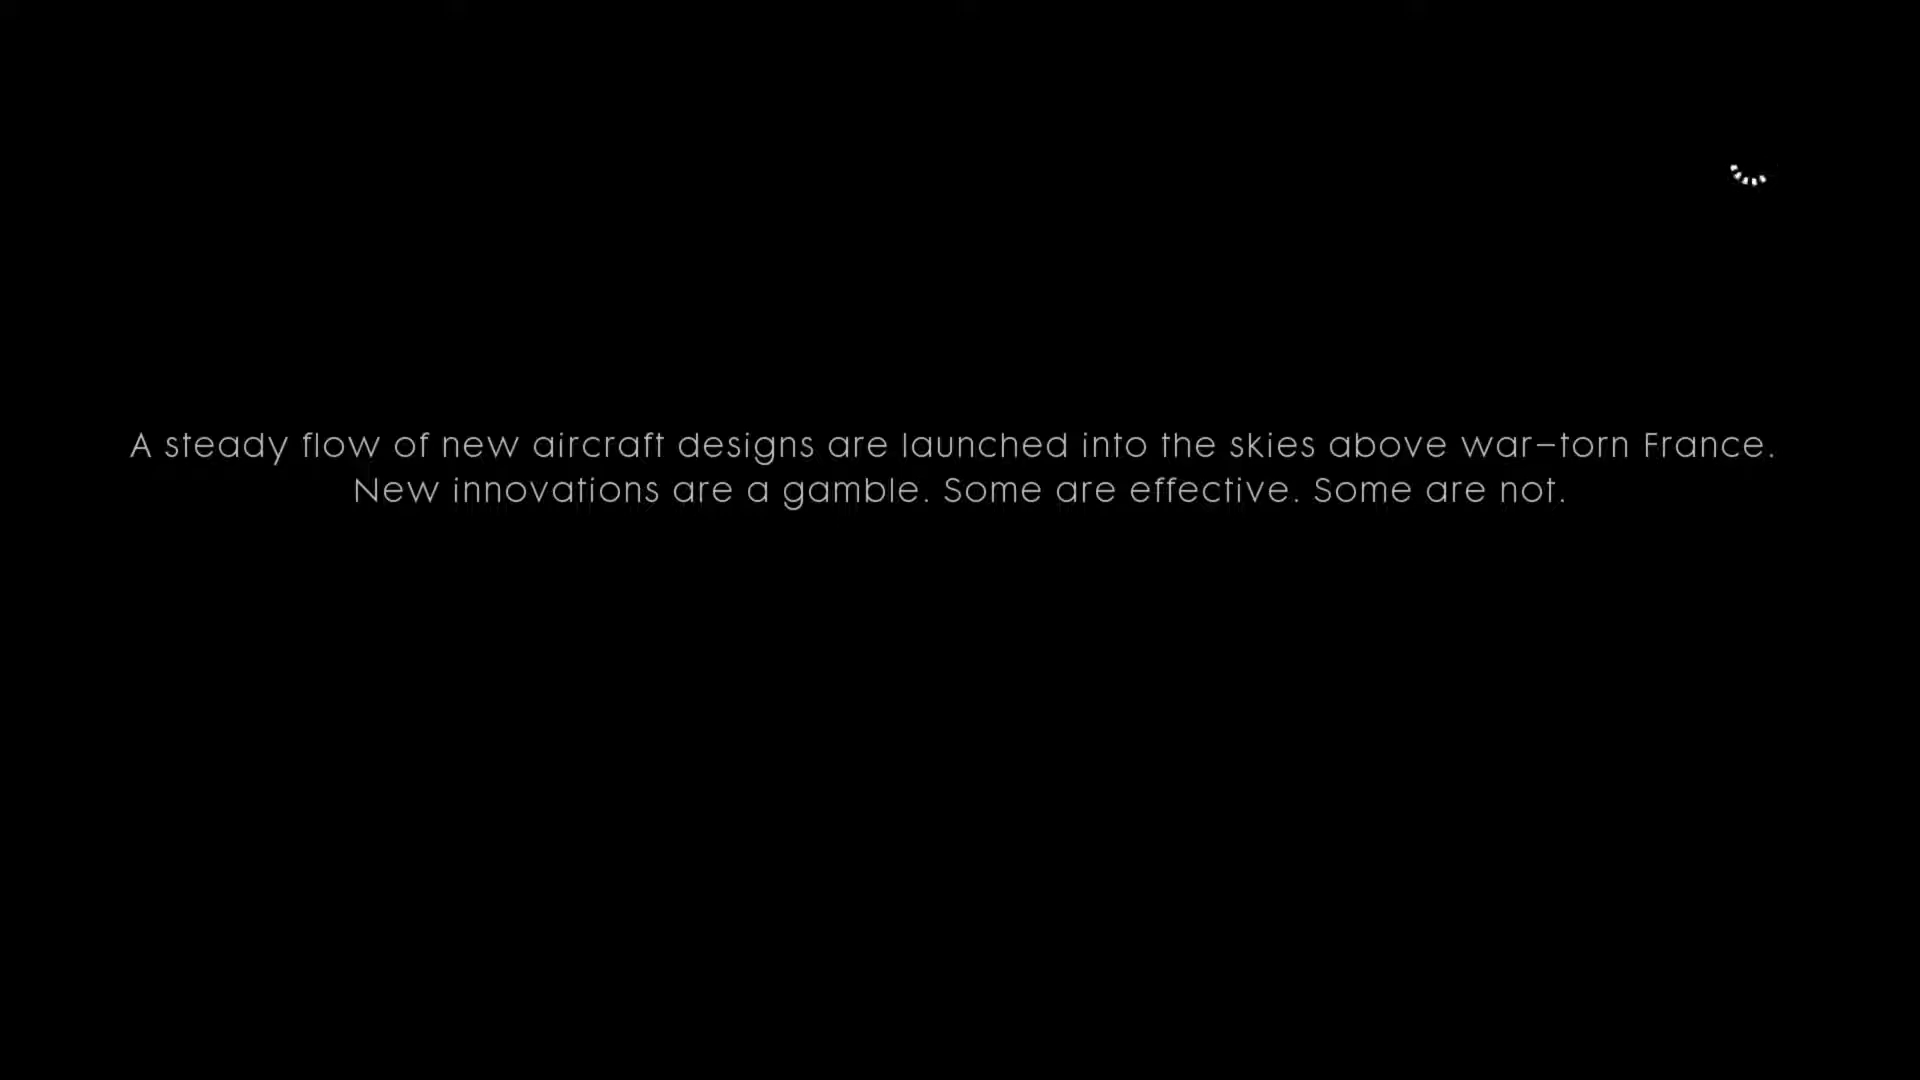 A steady flow of new aircraft designs are launched into the skies above war–torn France.
New innovations are a gamble. Some are effective. Some are not.